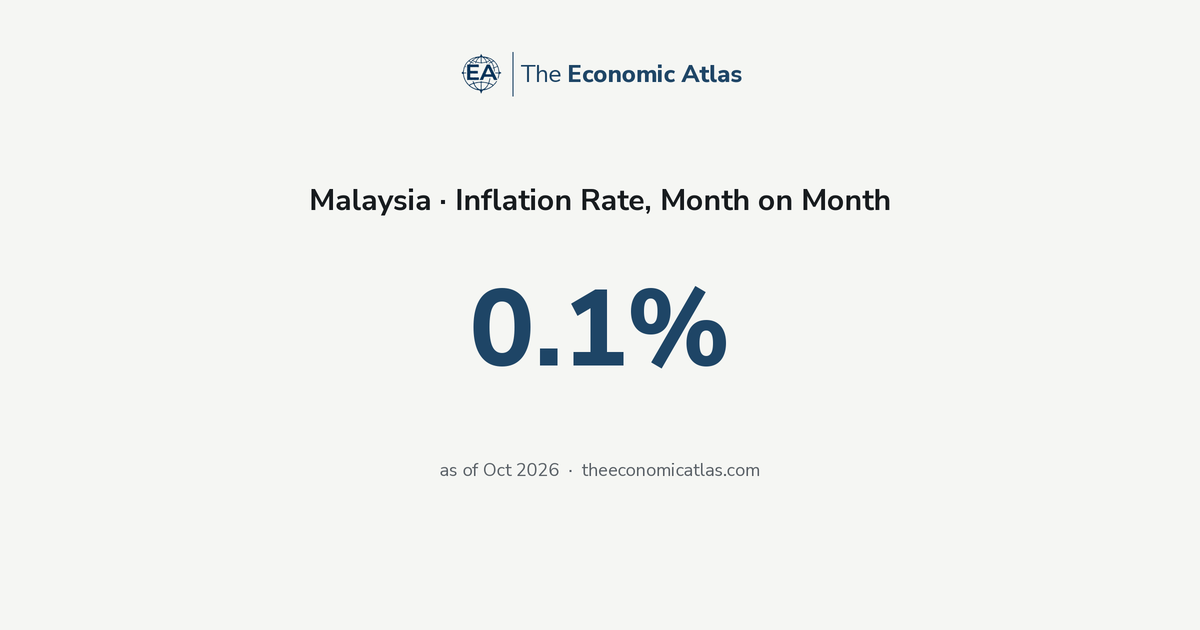 EA The Economic Atlas
Malaysia · Inflation Rate, Month on Month
0.1%
as of Oct 2026 · theeconomicatlas.com